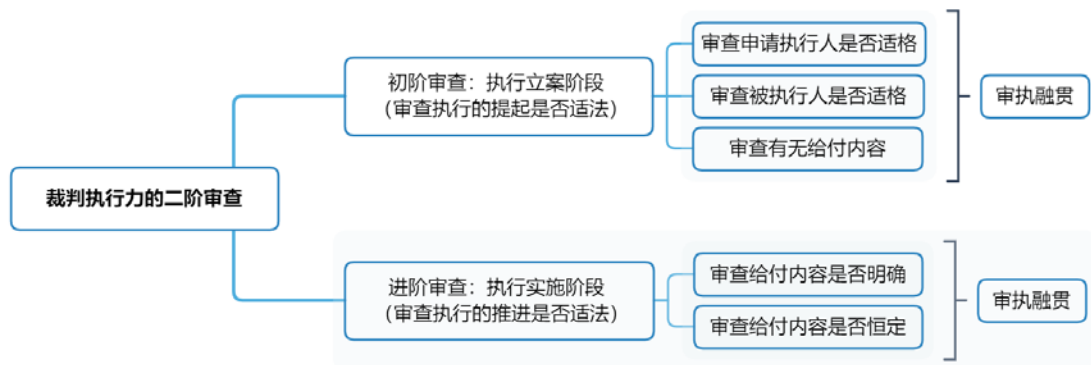 裁判执行力的二阶审查
初阶审查：执行立案阶段
（审查执行的提起是否适法）
审查申请执行人是否适格
审查被执行人是否适格
审查有无给付内容
审执融贯
进阶审查：执行实施阶段
（审查执行的推进是否适法）
审查给付内容是否明确
审查给付内容是否恒定
审执融贯